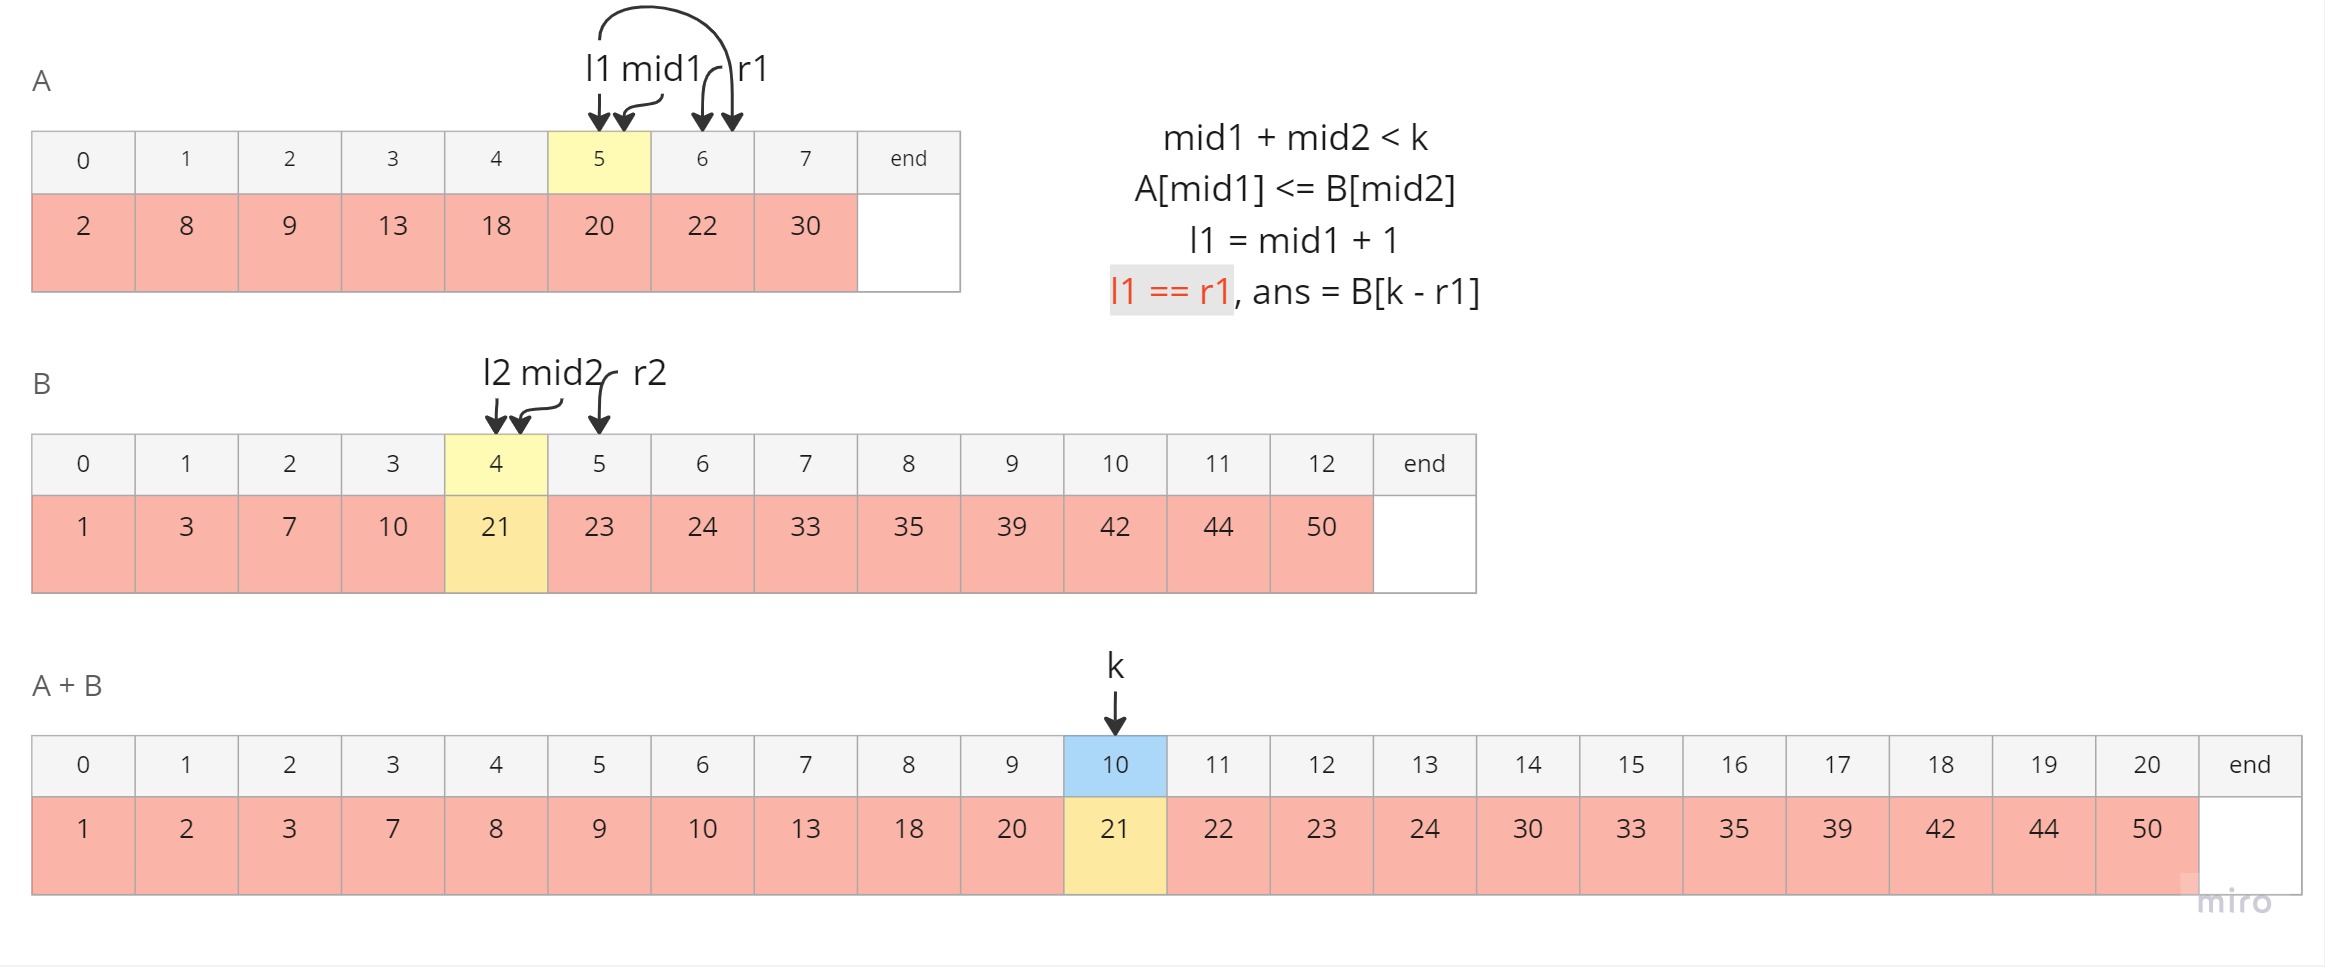 l1 mid1 r1
A
0 1 2 3 4 5 6 7 end
2 8 9 13 18 20 22 30
mid1 + mid2 < k
A[mid1] <= B[mid2]
l1 = mid1 + 1
l1 == r1, ans = B[k - r1]
l2 mid2 r2
B
0 1 2 3 4 5 6 7 8 9 10 11 12 end
1 3 7 10 21 23 24 33 35 39 42 44 50
k
A + B
0 1 2 3 4 5 6 7 8 9 10 11 12 13 14 15 16 17 18 19 20 end
1 2 3 7 8 9 10 13 18 20 21 22 23 24 30 33 35 39 42 44 50
miro